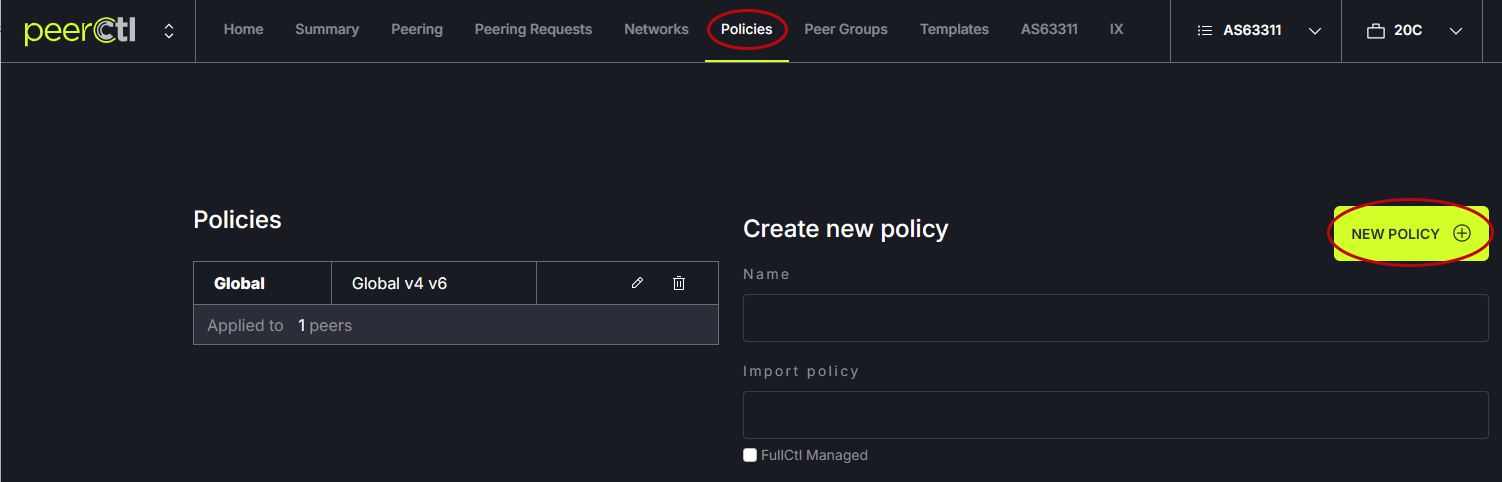 peerCtl Home Summary Peering Peering Requests Networks Policies Peer Groups Templates AS63311 IX AS63311 20C
Policies
Create new policy
NEW POLICY
Name
Global Global v4 v6
Applied to 1 peers
Import policy
FullCtl Managed